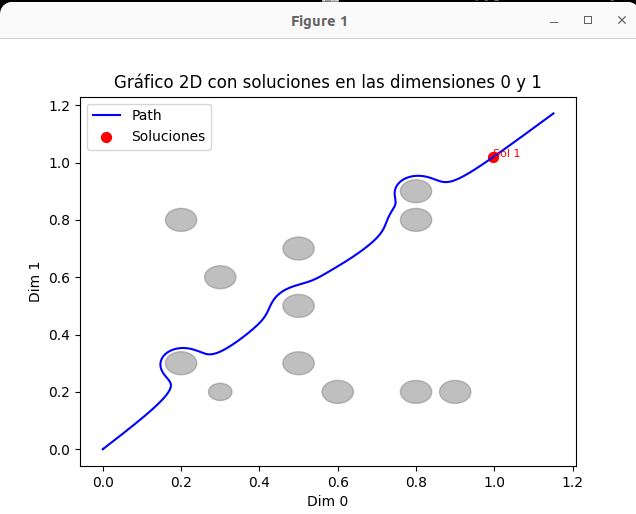 Figure 1
Gráfico 2D con soluciones en las dimensiones 0 y 1
Path
Soluciones
Sol 1
1.2
1.0
0.8
0.6
0.4
0.2
0.0
Dim 1
0.0 0.2 0.4 0.6 0.8 1.0 1.2
Dim 0